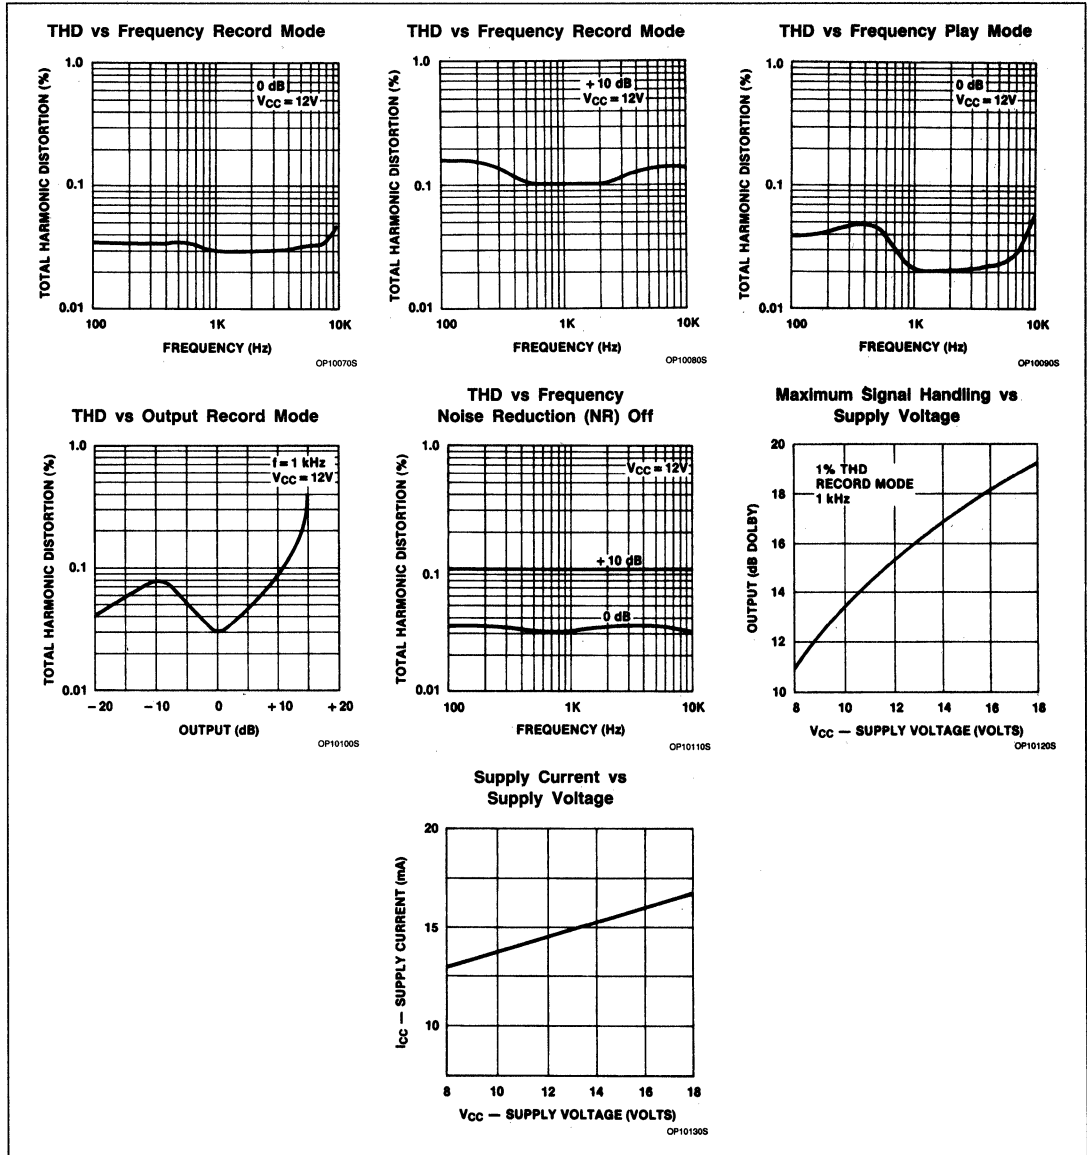 THD vs Frequency Record Mode
TOTAL HARMONIC DISTORTION (%)
1.0
0.1
0.01
0 dB
VCC = 12V
100
1K
10K
FREQUENCY (Hz)
OP10070S
THD vs Frequency Record Mode
TOTAL HARMONIC DISTORTION (%)
1.0
0.1
0.01
+ 10 dB
VCC = 12V
100
1K
10K
FREQUENCY (Hz)
OP10080S
THD vs Frequency Play Mode
TOTAL HARMONIC DISTORTION (%)
1.0
0.1
0.01
0 dB
VCC = 12V
100
1K
10K
FREQUENCY (Hz)
OP10090S
THD vs Output Record Mode
TOTAL HARMONIC DISTORTION (%)
1.0
0.1
0.01
f = 1 kHz
VCC = 12V
− 20
− 10
0
+ 10
+ 20
OUTPUT (dB)
OP10100S
THD vs Frequency
Noise Reduction (NR) Off
TOTAL HARMONIC DISTORTION (%)
1.0
0.1
0.01
VCC = 12V
+ 10 dB
0 dB
100
1K
10K
FREQUENCY (Hz)
OP10110S
Maximum Signal Handling vs
Supply Voltage
OUTPUT (dB DOLBY)
20
18
16
14
12
10
1% THD
RECORD MODE
1 kHz
8
10
12
14
16
18
VCC — SUPPLY VOLTAGE (VOLTS)
OP10120S
Supply Current vs
Supply Voltage
ICC — SUPPLY CURRENT (mA)
20
15
10
8
10
12
14
16
18
VCC — SUPPLY VOLTAGE (VOLTS)
OP10130S